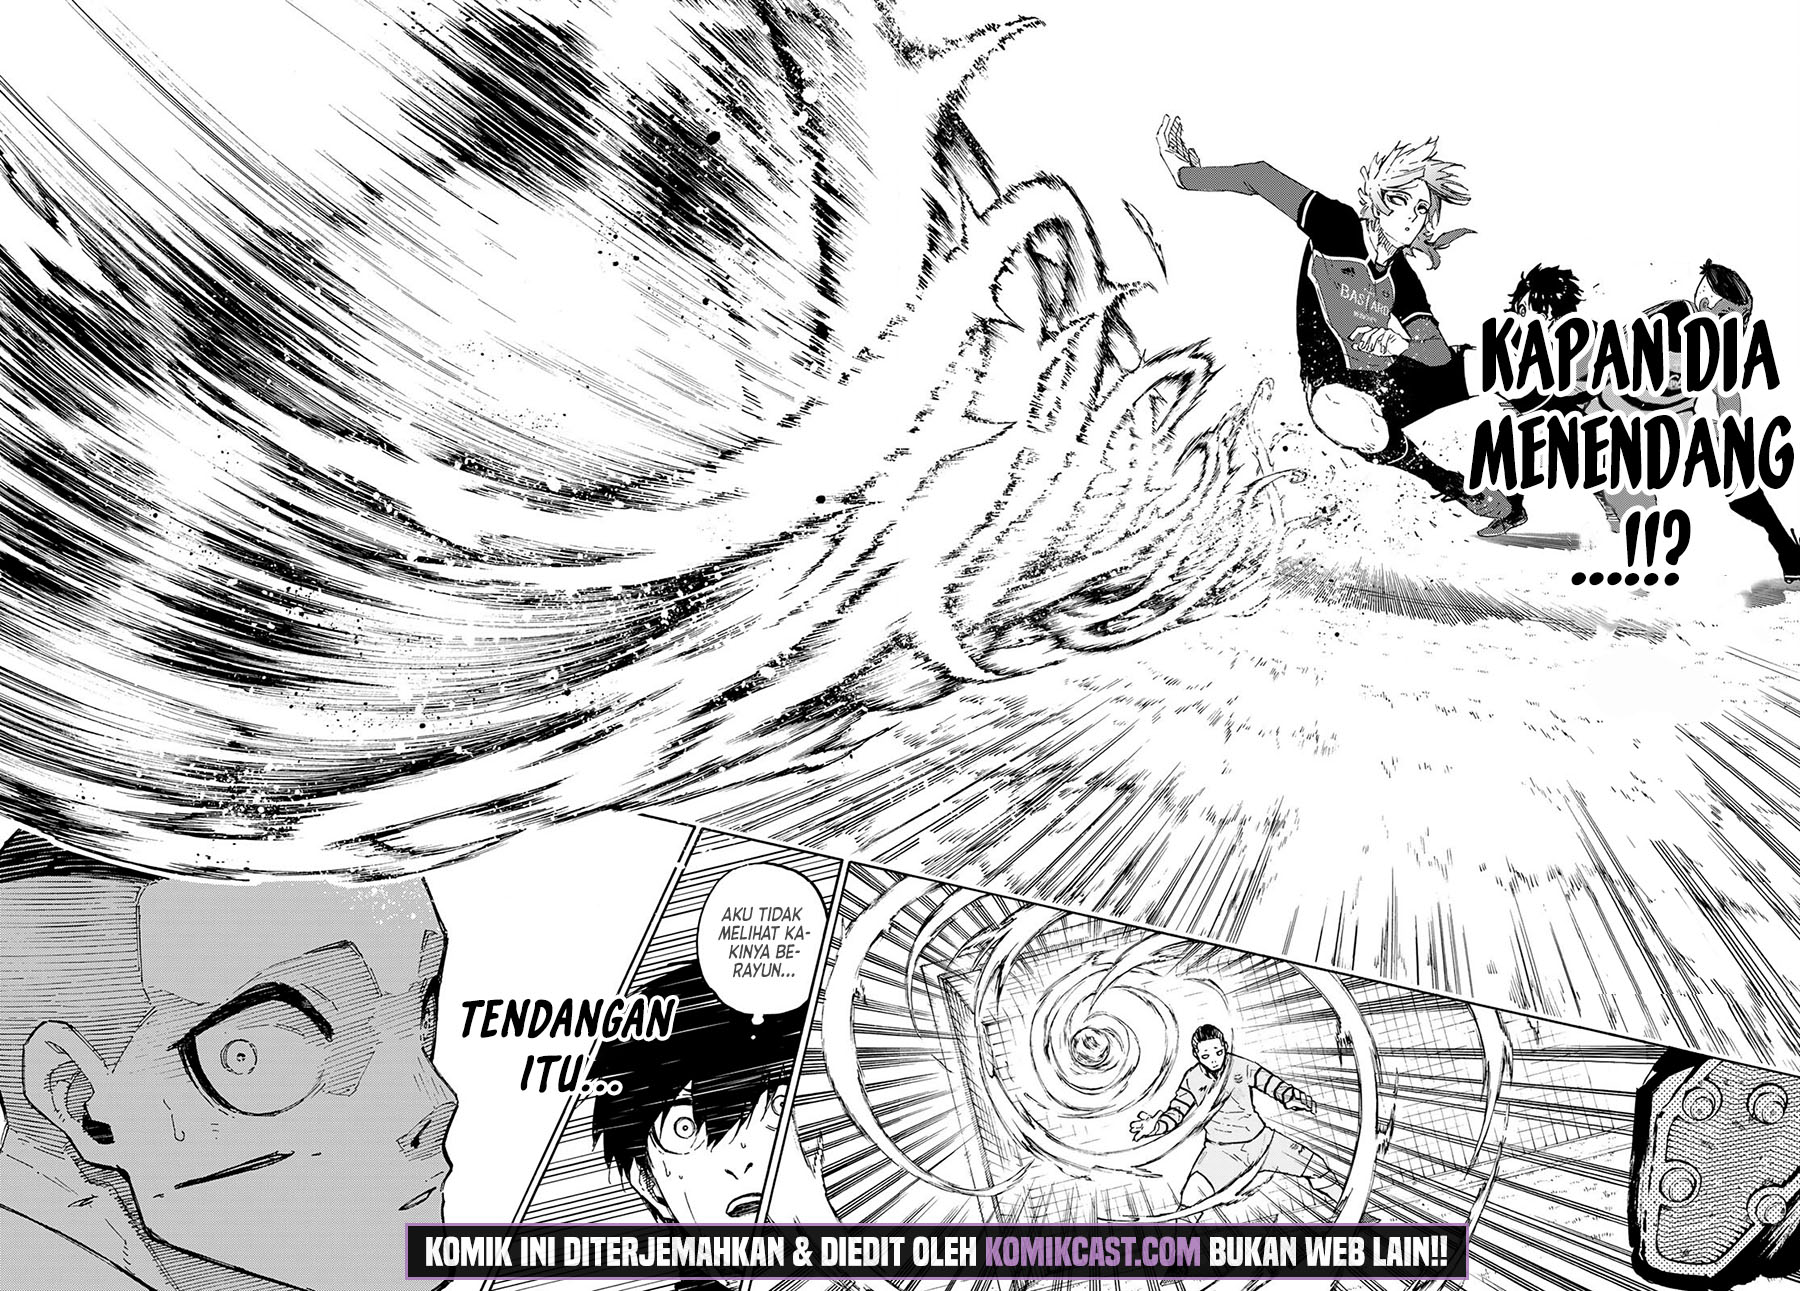 KAPAN DIA
MENENDANG
......!!?
BASTARD
AKU TIDAK
MELIHAT KA-
KINYA BE-
RAYUN...
TENDANGAN
ITU...
KOMIK INI DITERJEMAHKAN & DIEDIT OLEH KOMIKCAST.COM BUKAN WEB LAIN!!